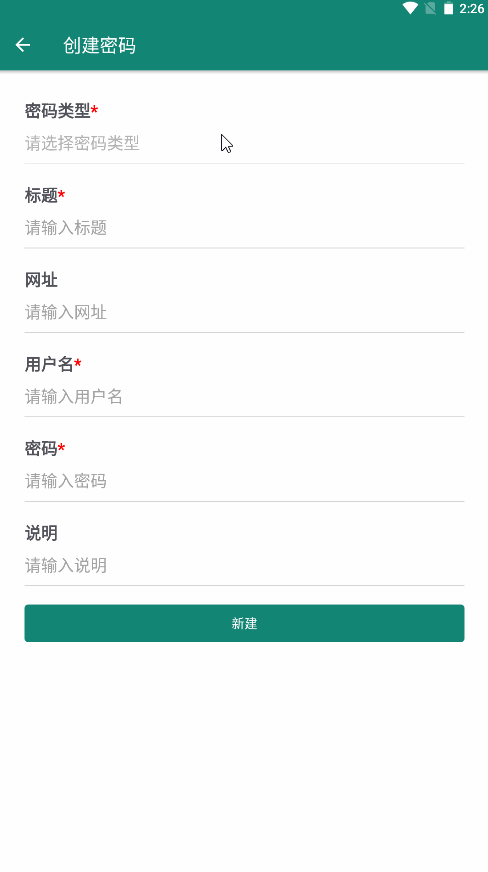 2:26
创建密码
密码类型*
请选择密码类型
标题*
请输入标题
网址
请输入网址
用户名*
请输入用户名
密码*
请输入密码
说明
请输入说明
新建